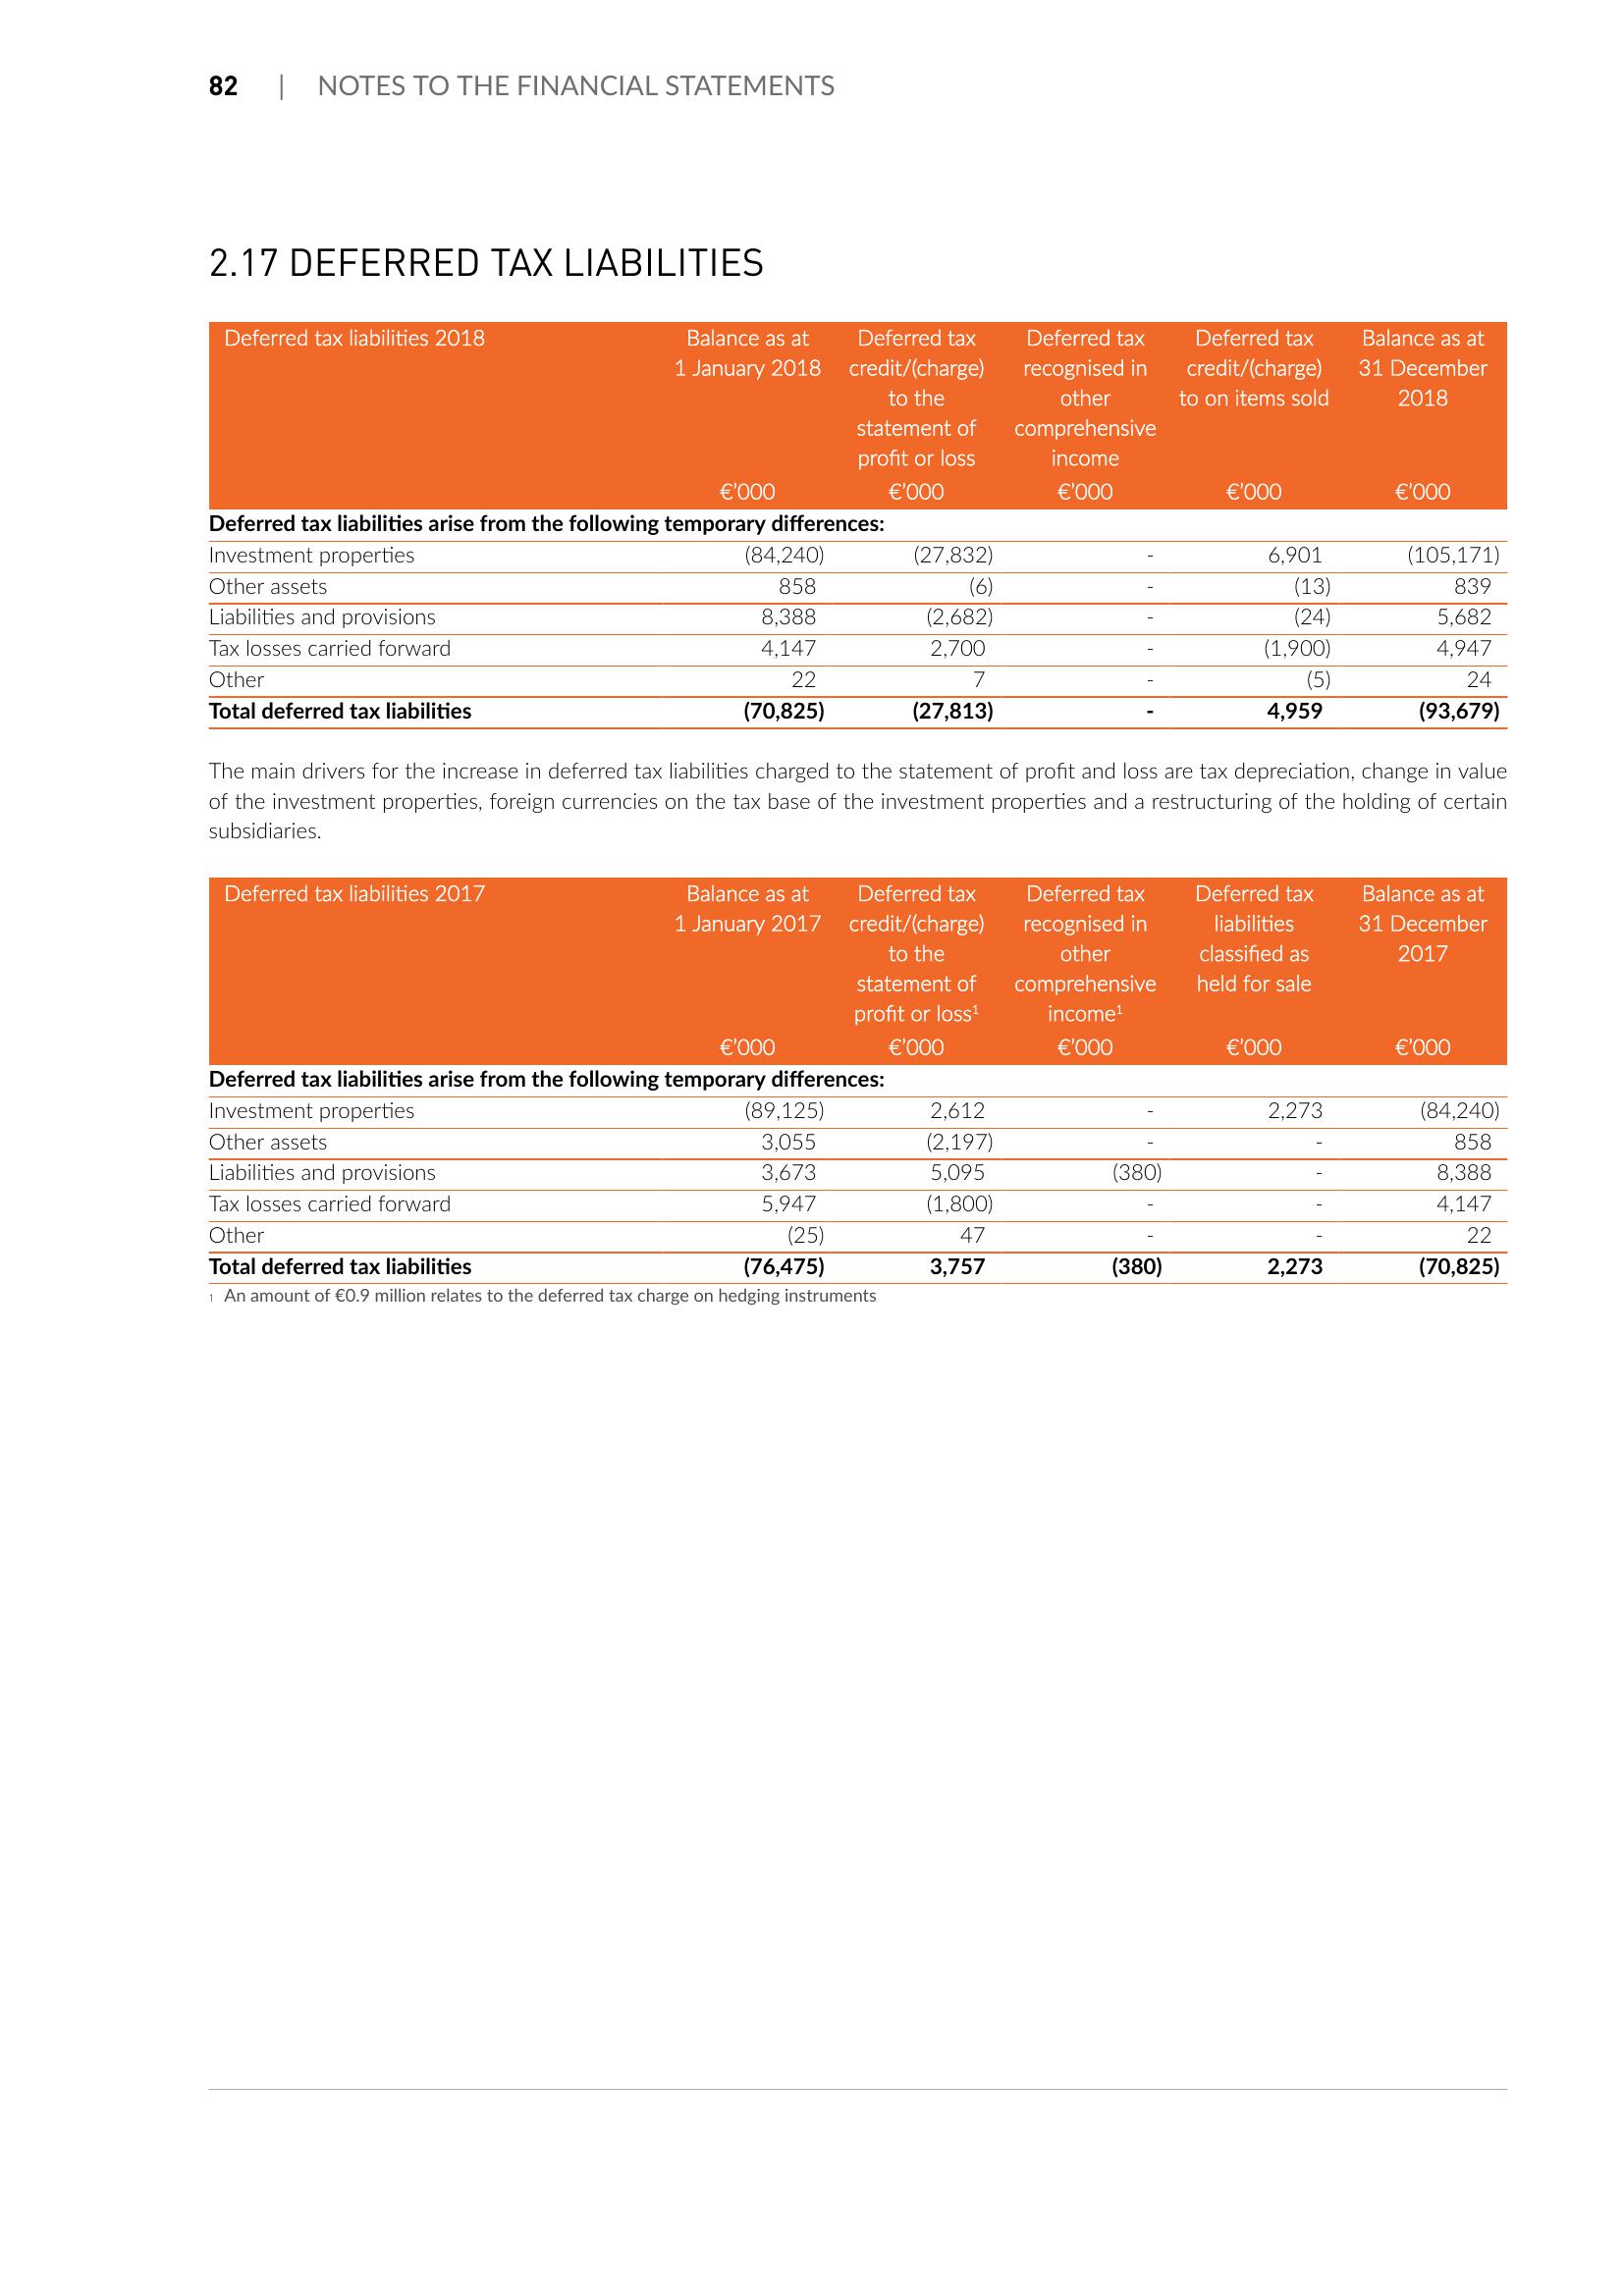 82 | NOTES TO THE FINANCIAL STATEMENTS
2.17 DEFERRED TAX LIABILITIES
Deferred tax liabilities 2018 Balance as at Deferred tax Deferred tax Deferred tax Balance as at
1 January 2018 credit/(charge) recognised in credit/(charge) 31 December
to the other to on items sold 2018
statement of comprehensive
profit or loss income
€’000 €’000 €’000 €’000 €’000
Deferred tax liabilities arise from the following temporary differences:
Investment properties (84,240) (27,832) - 6,901 (105,171)
Other assets 858 (6) - (13) 839
Liabilities and provisions 8,388 (2,682) - (24) 5,682
Tax losses carried forward 4,147 2,700 - (1,900) 4,947
Other 22 7 - (5) 24
Total deferred tax liabilities (70,825) (27,813) - 4,959 (93,679)
The main drivers for the increase in deferred tax liabilities charged to the statement of profit and loss are tax depreciation, change in value
of the investment properties, foreign currencies on the tax base of the investment properties and a restructuring of the holding of certain
subsidiaries.
Deferred tax liabilities 2017 Balance as at Deferred tax Deferred tax Deferred tax Balance as at
1 January 2017 credit/(charge) recognised in liabilities 31 December
to the other classified as 2017
statement of comprehensive held for sale
profit or loss¹ income¹
€’000 €’000 €’000 €’000 €’000
Deferred tax liabilities arise from the following temporary differences:
Investment properties (89,125) 2,612 - 2,273 (84,240)
Other assets 3,055 (2,197) - - 858
Liabilities and provisions 3,673 5,095 (380) - 8,388
Tax losses carried forward 5,947 (1,800) - - 4,147
Other (25) 47 - - 22
Total deferred tax liabilities (76,475) 3,757 (380) 2,273 (70,825)
1 An amount of €0.9 million relates to the deferred tax charge on hedging instruments